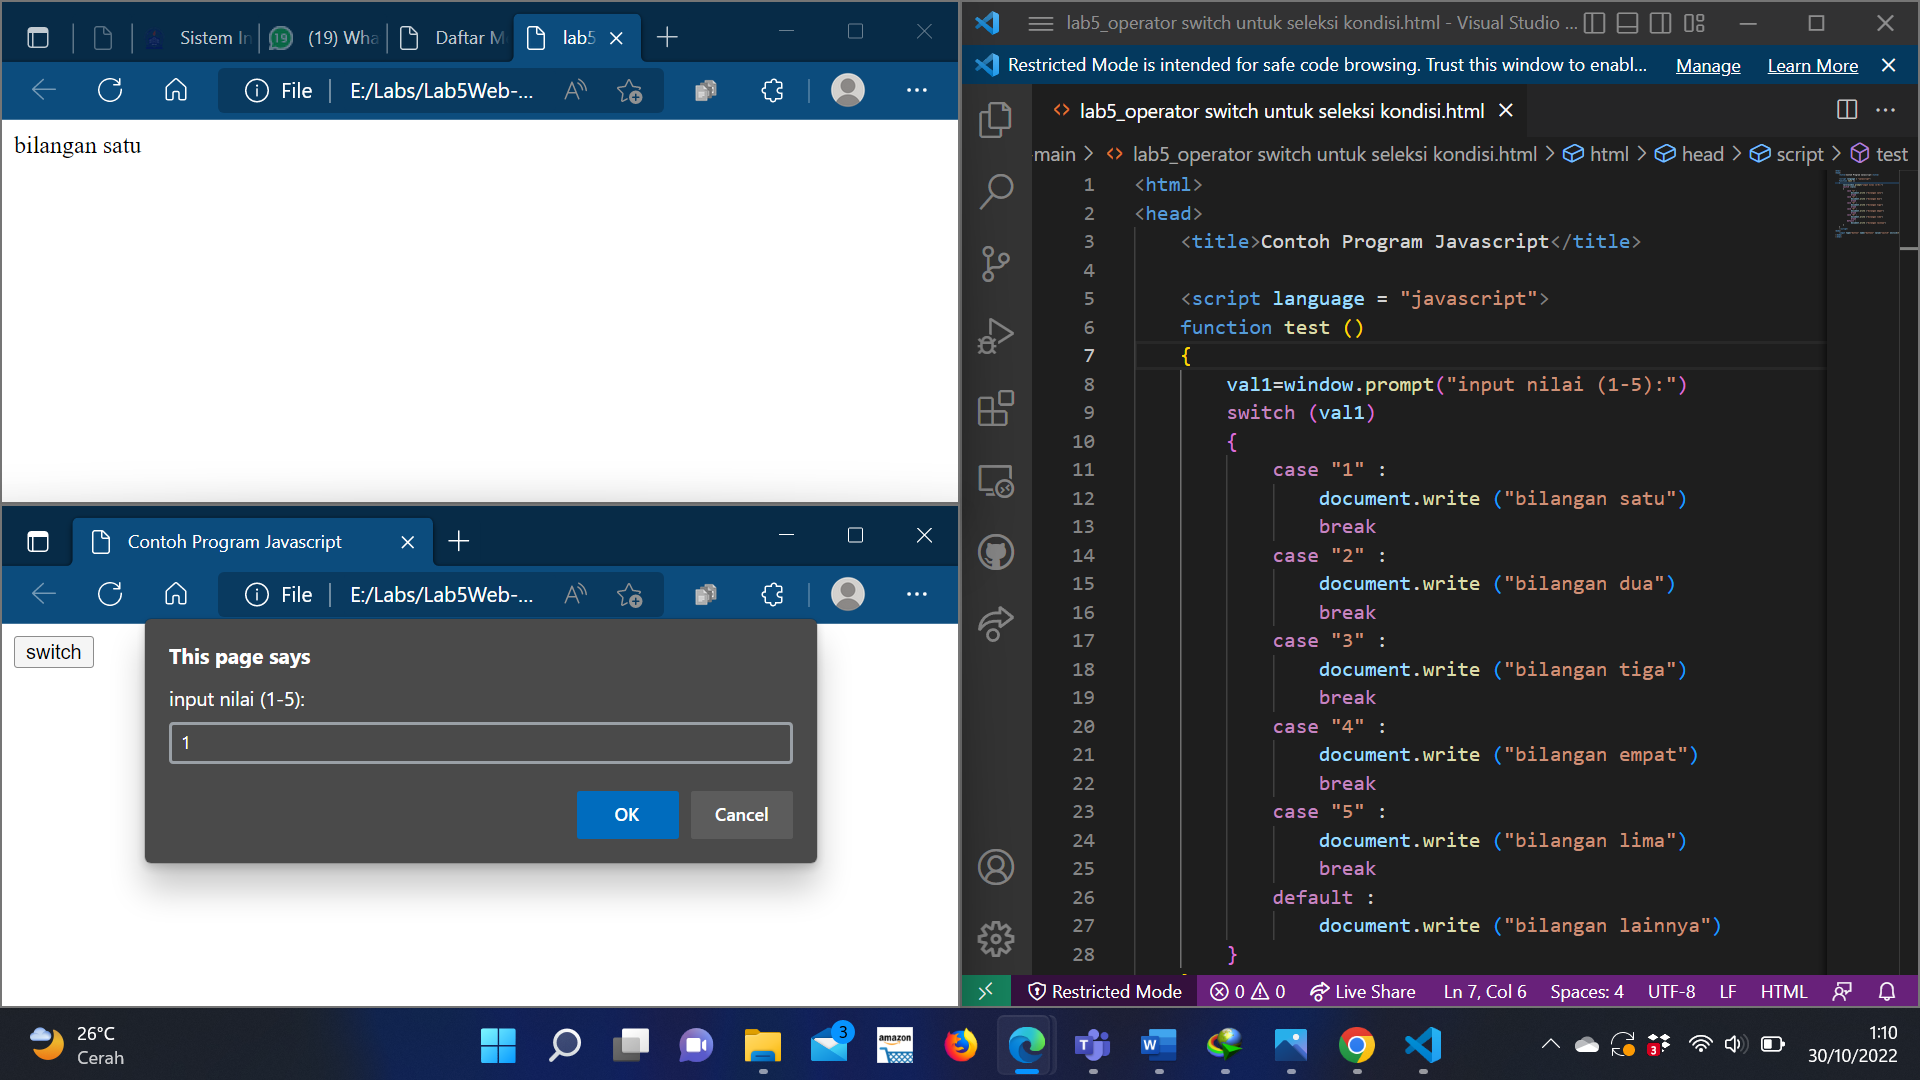 Sistem In
(19) Wha
Daftar M
lab5
File
E:/Labs/Lab5Web-...
bilangan satu
Contoh Program Javascript
File
E:/Labs/Lab5Web-...
switch
This page says
input nilai (1-5):
1
OK
Cancel
lab5_operator switch untuk seleksi kondisi.html - Visual Studio ...
Restricted Mode is intended for safe code browsing. Trust this window to enabl...
Manage
Learn More
lab5_operator switch untuk seleksi kondisi.html
main > lab5_operator switch untuk seleksi kondisi.html > html > head > script > test
1 <html>
2 <head>
3 <title>Contoh Program Javascript</title>
4
5 <script language = "javascript">
6 function test ()
7 {
8 val1=window.prompt("input nilai (1-5):")
9 switch (val1)
10 {
11 case "1" :
12 document.write ("bilangan satu")
13 break
14 case "2" :
15 document.write ("bilangan dua")
16 break
17 case "3" :
18 document.write ("bilangan tiga")
19 break
20 case "4" :
21 document.write ("bilangan empat")
22 break
23 case "5" :
24 document.write ("bilangan lima")
25 break
26 default :
27 document.write ("bilangan lainnya")
28 }
Restricted Mode
0
0
Live Share
Ln 7, Col 6
Spaces: 4
UTF-8
LF
HTML
26°C
Cerah
3
amazon
3
1:10
30/10/2022